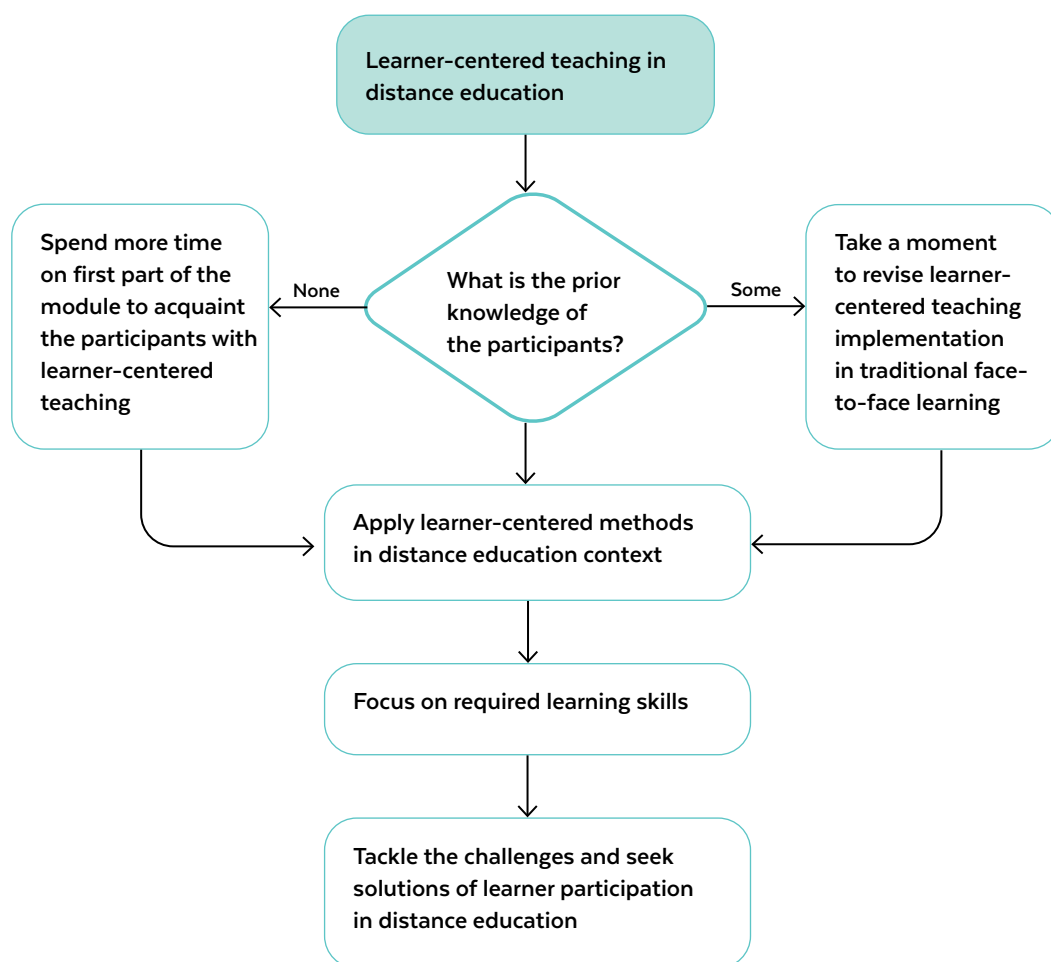 Learner-centered teaching in
distance education
What is the prior
knowledge of
the participants?
None
Some
Spend more time
on first part of the
module to acquaint
the participants with
learner-centered
teaching
Take a moment
to revise learner-
centered teaching
implementation
in traditional face-
to-face learning
Apply learner-centered methods
in distance education context
Focus on required learning skills
Tackle the challenges and seek
solutions of learner participation
in distance education